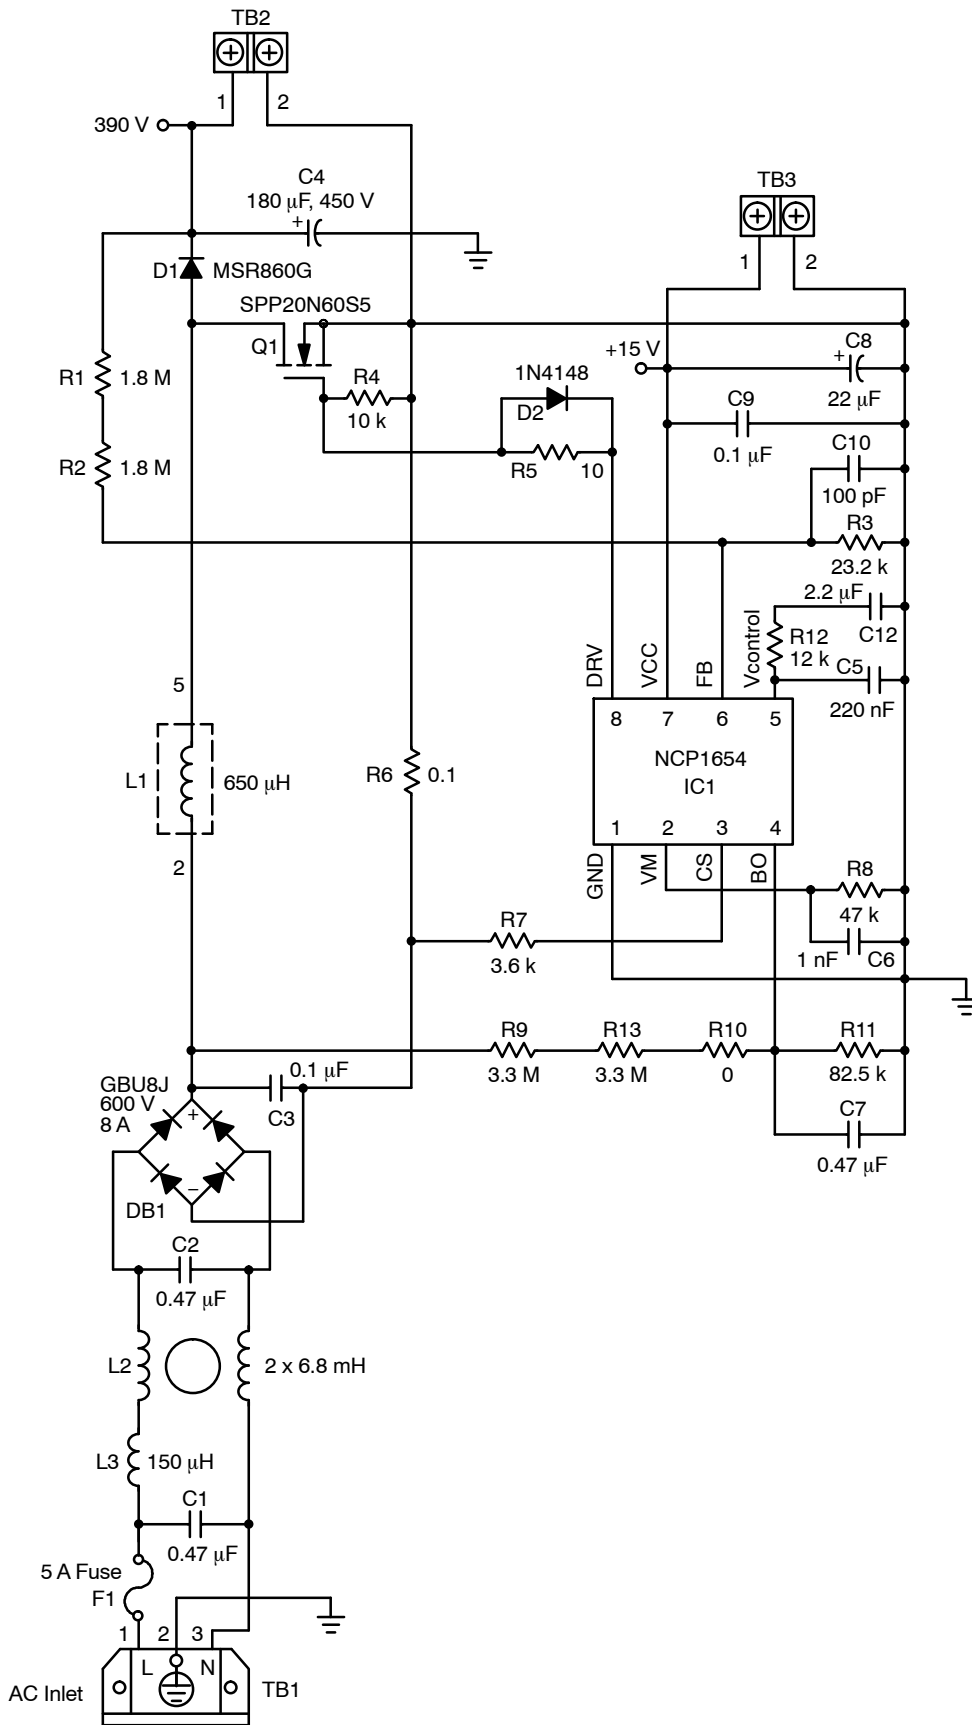 TB2
1
2
390 V
C4
180 µF, 450 V
+
TB3
1
2
D1
MSR860G
SPP20N60S5
Q1
C8
+15 V
+
22 µF
R1
1.8 M
R4
10 k
1N4148
D2
C9
0.1 µF
C10
100 pF
R2
1.8 M
R5
10
R3
23.2 k
2.2 µF
C12
R12
12 k
C5
220 nF
DRV
VCC
FB
Vcontrol
5
8
7
6
5
NCP1654
IC1
L1
650 µH
R6
0.1
1
2
3
4
2
GND
VM
CS
BO
R8
47 k
R7
3.6 k
1 nF
C6
R9
3.3 M
R13
3.3 M
R10
0
R11
82.5 k
GBU8J
600 V
8 A
0.1 µF
C3
+
−
DB1
C7
0.47 µF
C2
0.47 µF
L2
2 x 6.8 mH
L3
150 µH
C1
0.47 µF
5 A Fuse
F1
1
2
3
L
N
AC Inlet
TB1